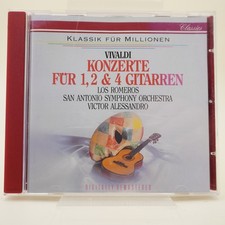 Classics
KLASSIK FÜR MILLIONEN
VIVALDI
KONZERTE
FÜR 1, 2 & 4 GITARREN
LOS ROMEROS
SAN ANTONIO SYMPHONY ORCHESTRA
VICTOR ALESSANDRO
DIGITALLY REMASTERED